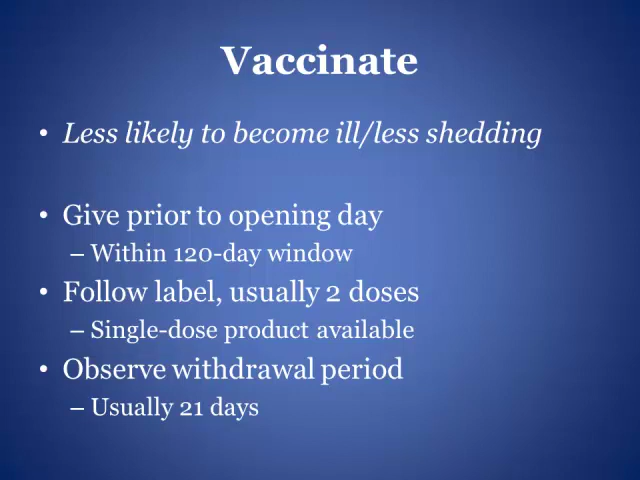 Vaccinate
• Less likely to become ill/less shedding
• Give prior to opening day
– Within 120-day window
• Follow label, usually 2 doses
– Single-dose product available
• Observe withdrawal period
– Usually 21 days